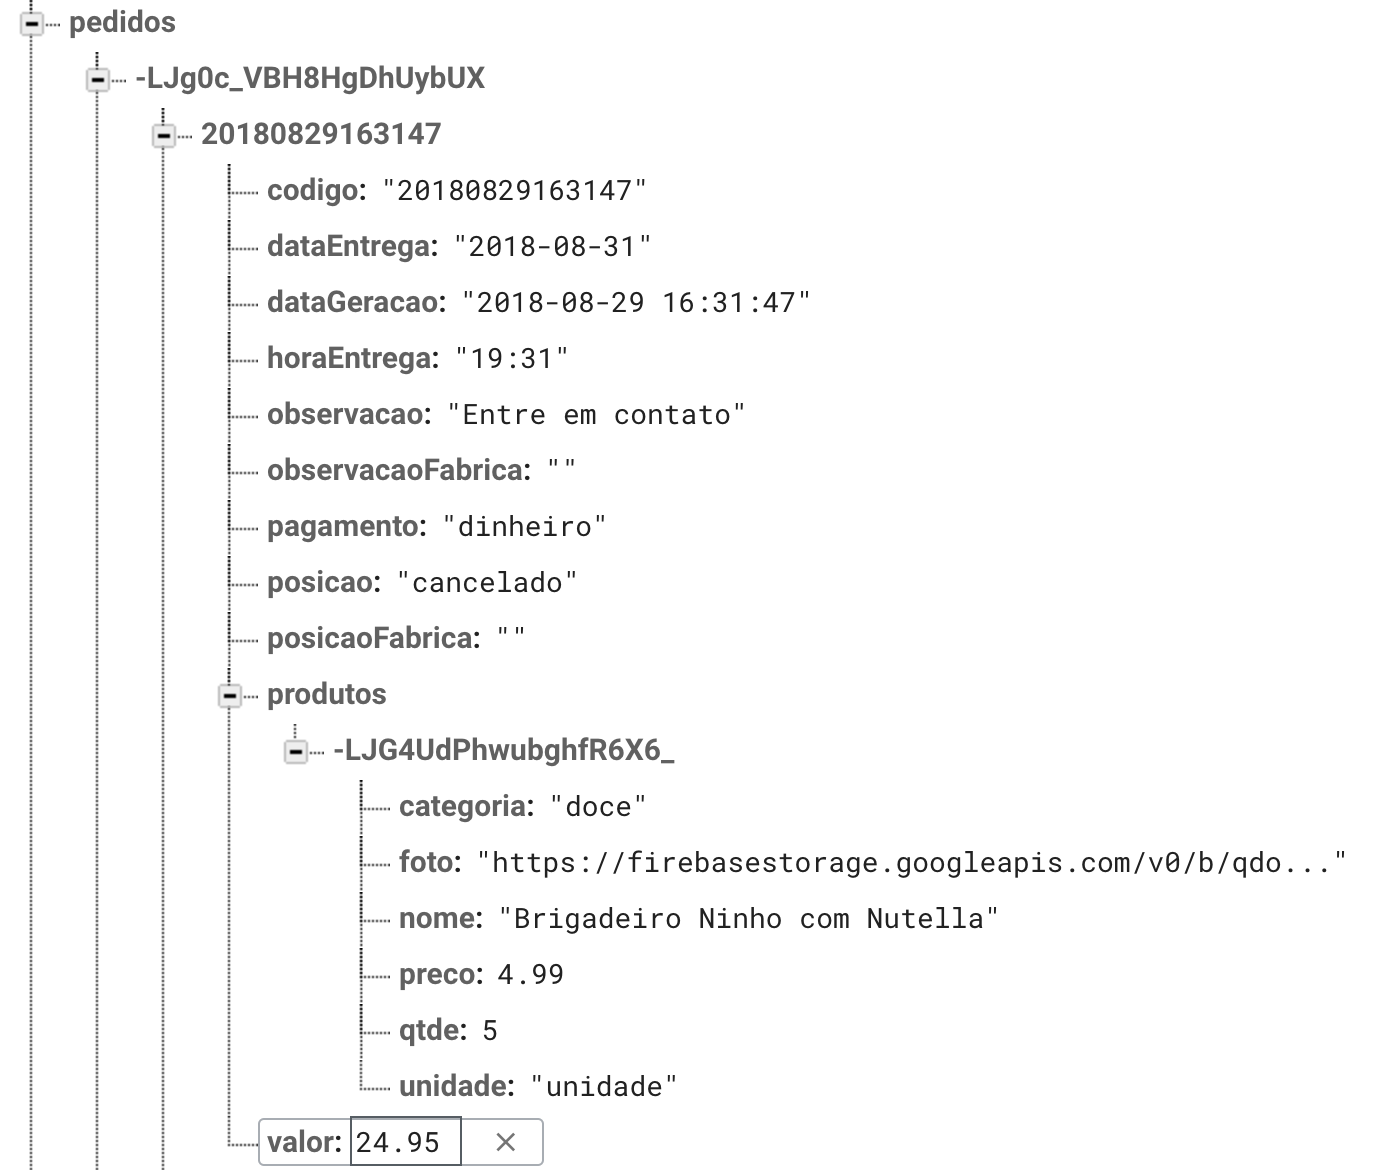 pedidos
-LJg0c_VBH8HgDhUybUX
20180829163147
codigo: "20180829163147"
dataEntrega: "2018-08-31"
dataGeracao: "2018-08-29 16:31:47"
horaEntrega: "19:31"
observacao: "Entre em contato"
observacaoFabrica: ""
pagamento: "dinheiro"
posicao: "cancelado"
posicaoFabrica: ""
produtos
-LJG4UdPhwubghfR6X6_
categoria: "doce"
foto: "https://firebasestorage.googleapis.com/v0/b/qdo..."
nome: "Brigadeiro Ninho com Nutella"
preco: 4.99
qtde: 5
unidade: "unidade"
valor: 24.95